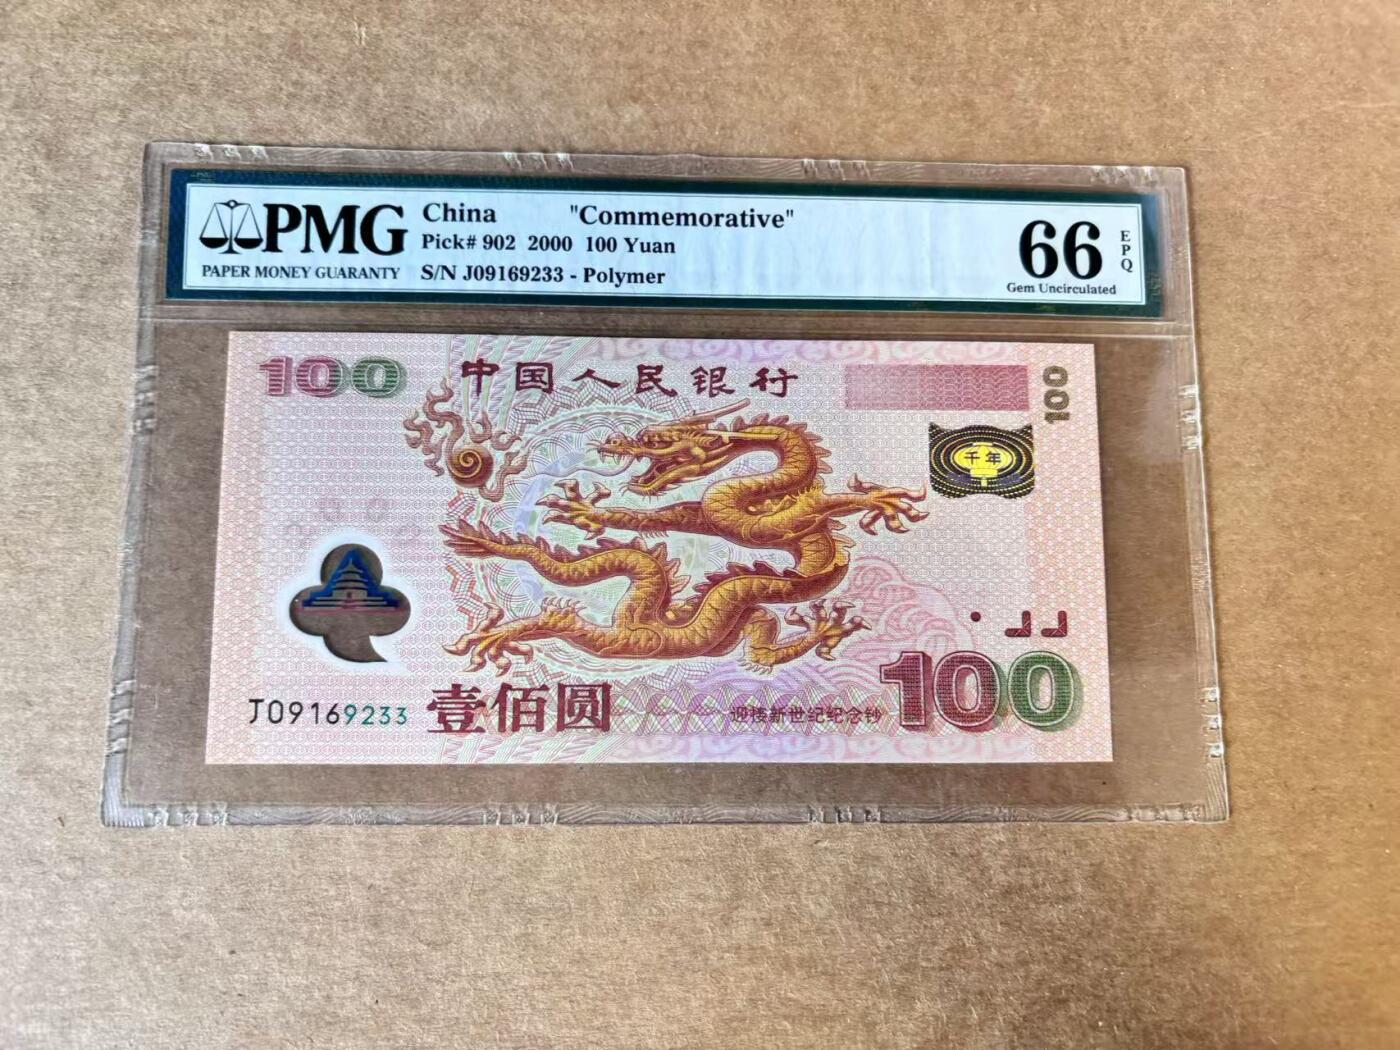 PMG
PAPER MONEY GUARANTY
China "Commemorative"
Pick# 902 2000 100 Yuan
S/N J09169233 - Polymer
66
EPQ
Gem Uncirculated
100
中国人民银行
100
千年
J09169233
壹佰圆
迎接新世纪纪念钞
100